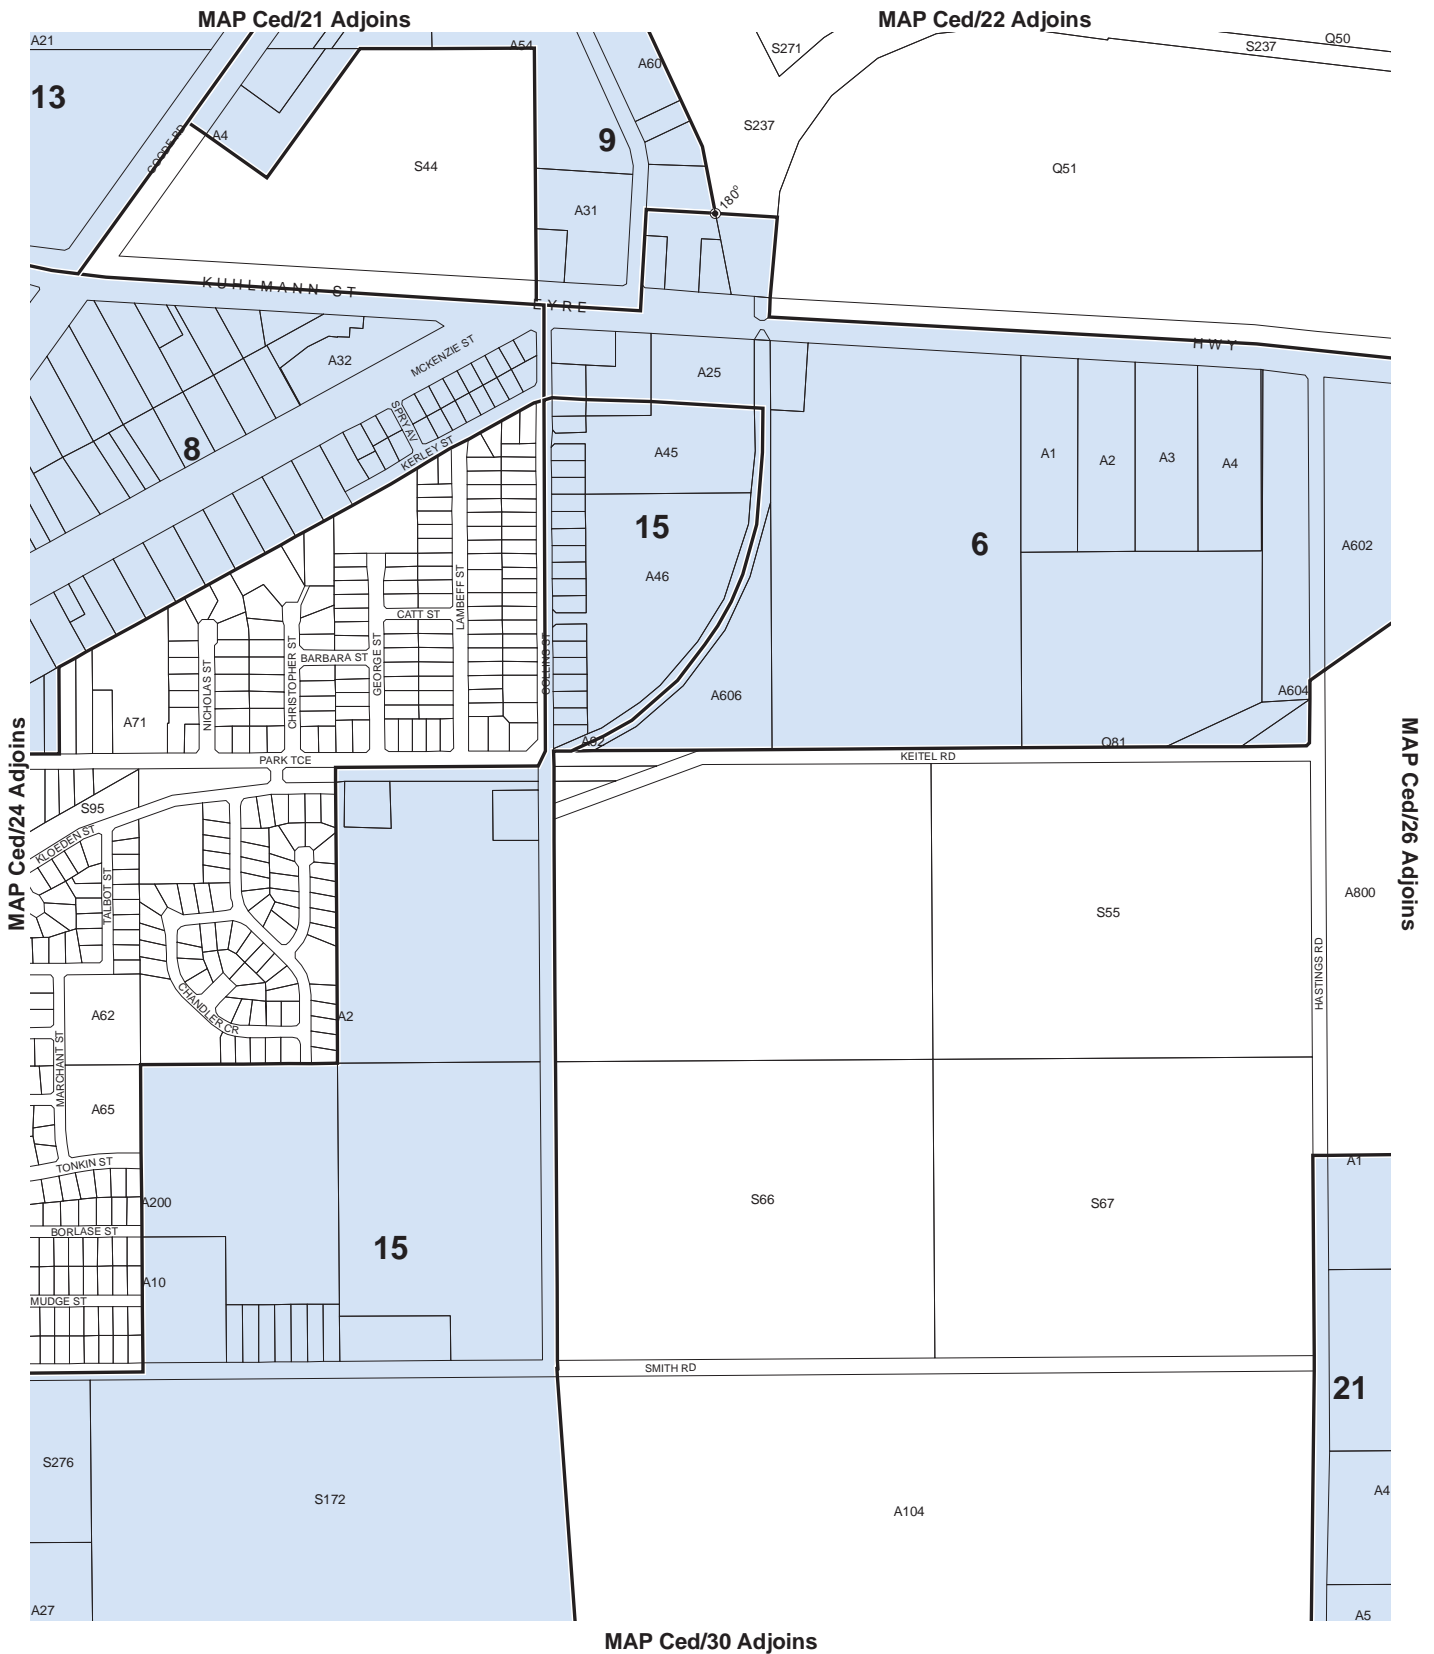 MAP Ced/21 Adjoins
MAP Ced/22 Adjoins
A21
A54
S271
Q50
S237
A60
13
S237
9
A4
GOODE RD
S44
Q51
180º
A31
KUHLMANN ST
EYRE
HWY
A32
MCKENZIE ST
A25
SPRY AV
8
KERLEY ST
A45
A1
A2
A3
A4
15
6
A602
A46
LAMBEFF ST
CATT ST
GEORGE ST
BARBARA ST
CHRISTOPHER ST
NICHOLAS ST
COLLINS ST
A606
A604
A71
A92
Q81
PARK TCE
KEITEL RD
MAP Ced/24 Adjoins
MAP Ced/26 Adjoins
S95
KLOEDEN ST
TALBOT ST
A800
S55
HASTINGS RD
CHANDLER CR
A62
A2
MARCHANT ST
A65
TONKIN ST
A1
A200
S66
S67
BORLASE ST
15
A10
MUDGE ST
SMITH RD
21
S276
S172
A104
A4
A27
A5
MAP Ced/30 Adjoins